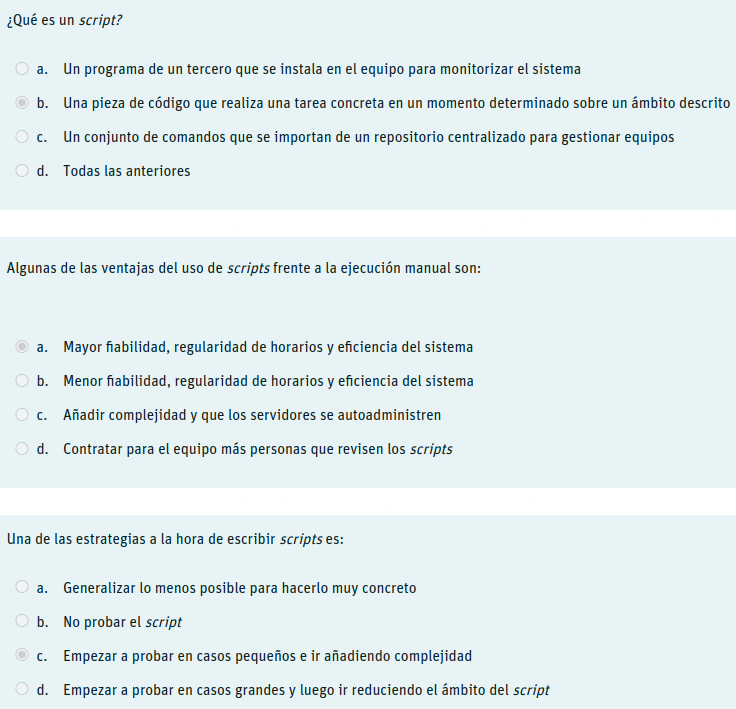 ¿Qué es un script?
a. Un programa de un tercero que se instala en el equipo para monitorizar el sistema
b. Una pieza de código que realiza una tarea concreta en un momento determinado sobre un ámbito descrito
c. Un conjunto de comandos que se importan de un repositorio centralizado para gestionar equipos
d. Todas las anteriores
Algunas de las ventajas del uso de scripts frente a la ejecución manual son:
a. Mayor fiabilidad, regularidad de horarios y eficiencia del sistema
b. Menor fiabilidad, regularidad de horarios y eficiencia del sistema
c. Añadir complejidad y que los servidores se autoadministren
d. Contratar para el equipo más personas que revisen los scripts
Una de las estrategias a la hora de escribir scripts es:
a. Generalizar lo menos posible para hacerlo muy concreto
b. No probar el script
c. Empezar a probar en casos pequeños e ir añadiendo complejidad
d. Empezar a probar en casos grandes y luego ir reduciendo el ámbito del script